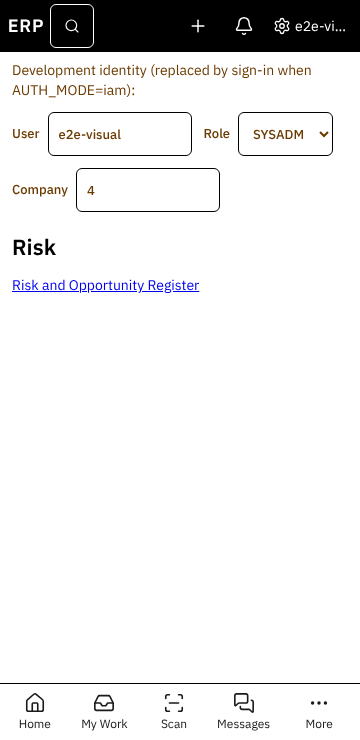 ERP
e2e-vi...
Development identity (replaced by sign-in when
AUTH_MODE=iam):
User e2e-visual Role SYSADM
Company 4
Risk
Risk and Opportunity Register
Home My Work Scan Messages More